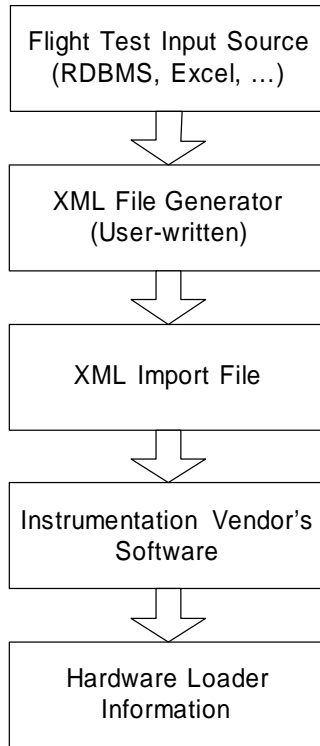 Flight Test Input Source
(RDBMS, Excel, …)
XML File Generator
(User-written)
XML Import File
Instrumentation Vendor's
Software
Hardware Loader
Information